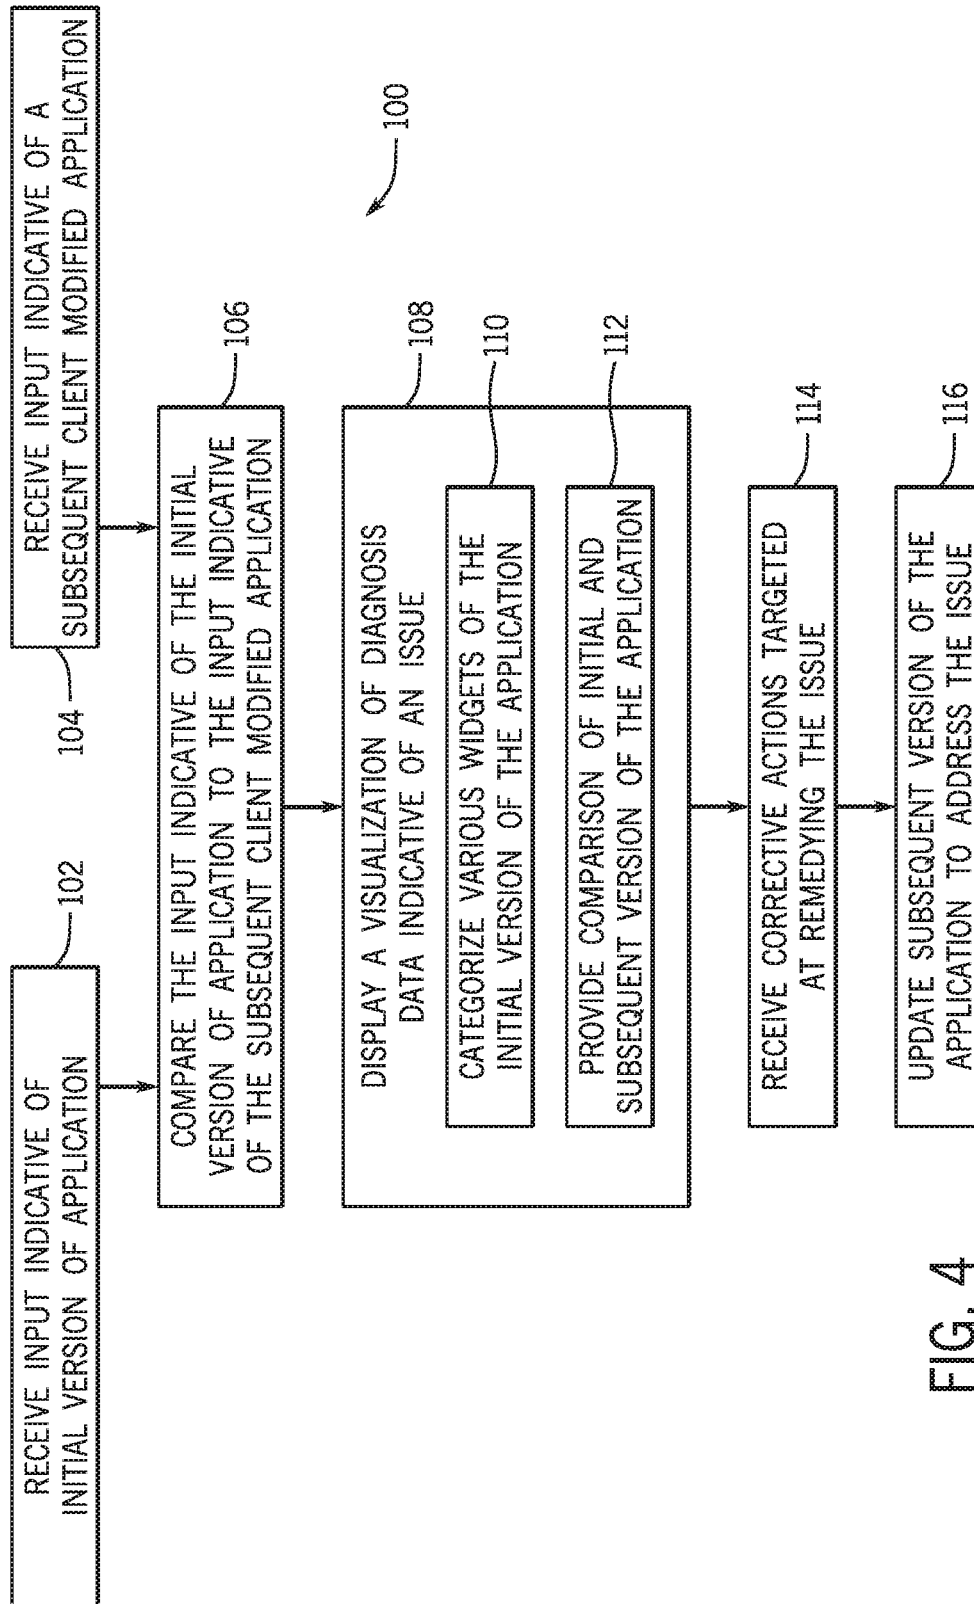 RECEIVE INPUT INDICATIVE OF
INITIAL VERSION OF APPLICATION
102
RECEIVE INPUT INDICATIVE OF A
SUBSEQUENT CLIENT MODIFIED APPLICATION
104
COMPARE THE INPUT INDICATIVE OF THE INITIAL
VERSION OF APPLICATION TO THE INPUT INDICATIVE
OF THE SUBSEQUENT CLIENT MODIFIED APPLICATION
106
100
DISPLAY A VISUALIZATION OF DIAGNOSIS
DATA INDICATIVE OF AN ISSUE
108
CATEGORIZE VARIOUS WIDGETS OF THE
INITIAL VERSION OF THE APPLICATION
110
PROVIDE COMPARISON OF INITIAL AND
SUBSEQUENT VERSION OF THE APPLICATION
112
RECEIVE CORRECTIVE ACTIONS TARGETED
AT REMEDYING THE ISSUE
114
UPDATE SUBSEQUENT VERSION OF THE
APPLICATION TO ADDRESS THE ISSUE
116
FIG. 4